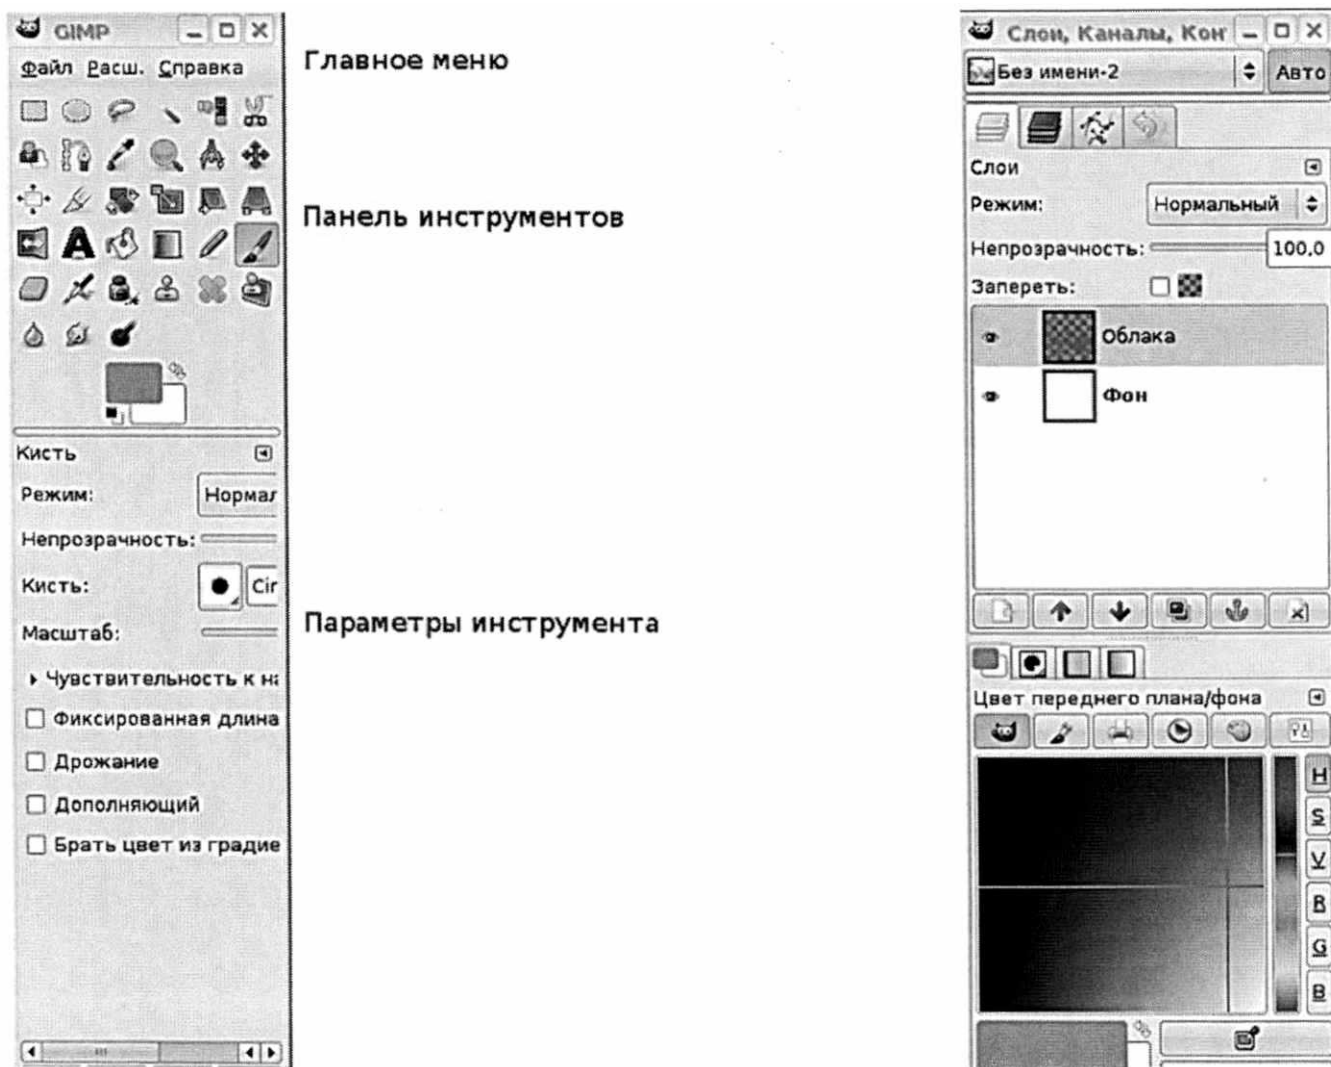 GIMP
Файл Расш. Справка
Главное меню
Панель инструментов
Кисть
Режим: Нормал
Непрозрачность:
Кисть: Cir
Масштаб:
Чувствительность к на
Фиксированная длина
Дрожание
Дополняющий
Брать цвет из градие
Параметры инструмента
Слои, Каналы, Кон
Без имени-2 Авто
Слои
Режим: Нормальный
Непрозрачность: 100,0
Запереть:
Облака
Фон
Цвет переднего плана/фона
H
S
V
R
G
B